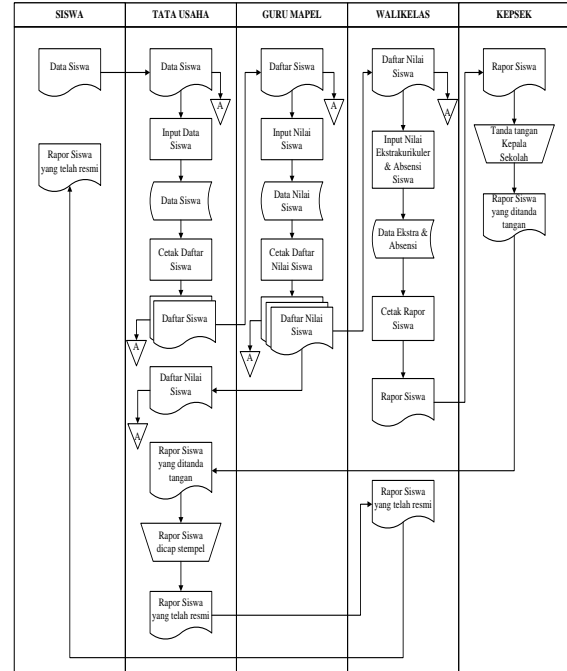 SISWA
TATA USAHA
GURU MAPEL
WALIKELAS
KEPSEK
Data Siswa
Rapor Siswa
yang telah resmi
Data Siswa
A
Input Data
Siswa
Data Siswa
Cetak Daftar
Siswa
Daftar Siswa
A
Daftar Nilai
Siswa
A
Rapor Siswa
yang ditanda
tangan
Rapor Siswa
dicap stempel
Rapor Siswa
yang telah resmi
Daftar Siswa
A
Input Nilai
Siswa
Data Nilai
Siswa
Cetak Daftar
Nilai Siswa
Daftar Nilai
Siswa
A
Daftar Nilai
Siswa
A
Input Nilai
Ekstrakurikuler
& Absensi
Siswa
Data Ekstra &
Absensi
Cetak Rapor
Siswa
Rapor Siswa
Rapor Siswa
yang telah resmi
Rapor Siswa
Tanda tangan
Kepala
Sekolah
Rapor Siswa
yang ditanda
tangan